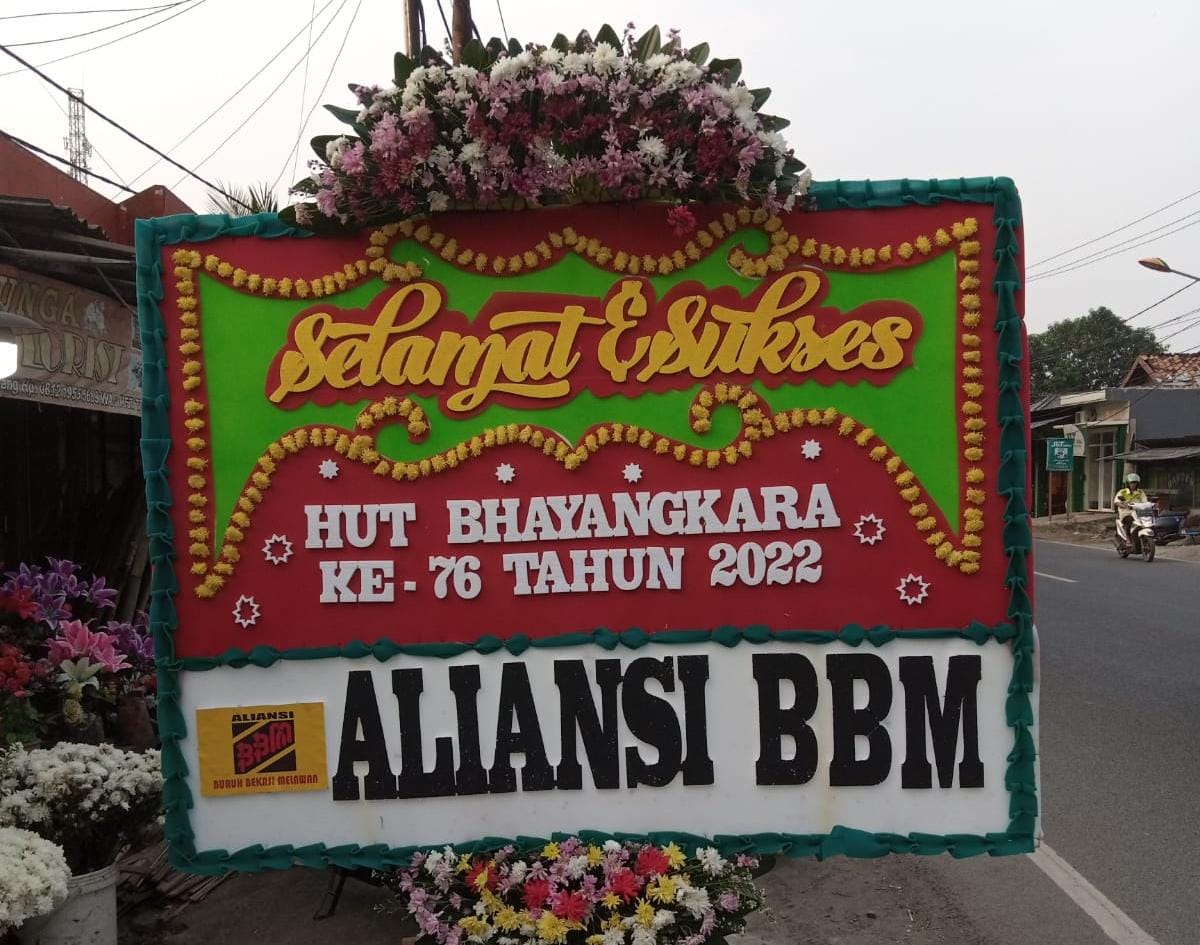 Selamat & Sukses
HUT BHAYANGKARA
KE-76 TAHUN 2022
ALIANSI BBM
ALIANSI
BBM
BURUH BEKASI MELAWAN